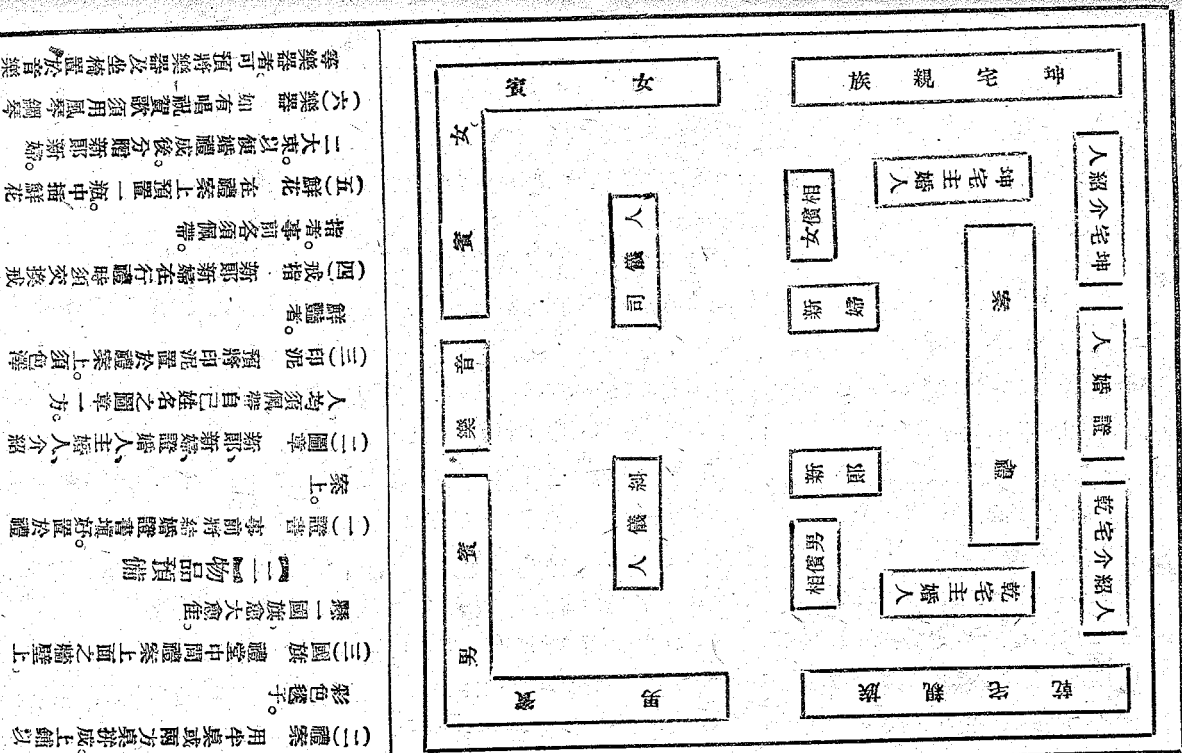 坤宅親族
女賓
女賓
坤宅介紹人
坤宅主婚人
女儐相
司儀人
證婚人
禮案
新婦
音樂
新郎
乾宅介紹人
乾宅主婚人
男儐相
糾儀人
男賓
乾宅親族
男賓
(二)禮案 用桌或兩方桌拼成上鋪以
彩色毯子。
(三)國旗 禮堂中間禮案上面之牆壁上
懸一國旗,愈大愈佳。
【二】物品預備
(一)證書 事前將結婚證書填好置於禮
案上。
(二)圖章 新郎、新婦、證婚人、主婚人、介紹
人均須佩帶自己姓名之圖章一方。
(三)印泥 預將印泥置於禮案上。須色澤
鮮豔者。
(四)戒指 新郎新婦在行禮時須交換戒
指者。事前各須佩帶。
(五)鮮花 在禮案上預置一瓶。中插鮮花
二大束。以便婚禮成後。分贈新郎新婦。
(六)樂器 如有唱祝賀歌須用風琴鋼琴
等樂器者。可預將樂器及坐椅置於音樂